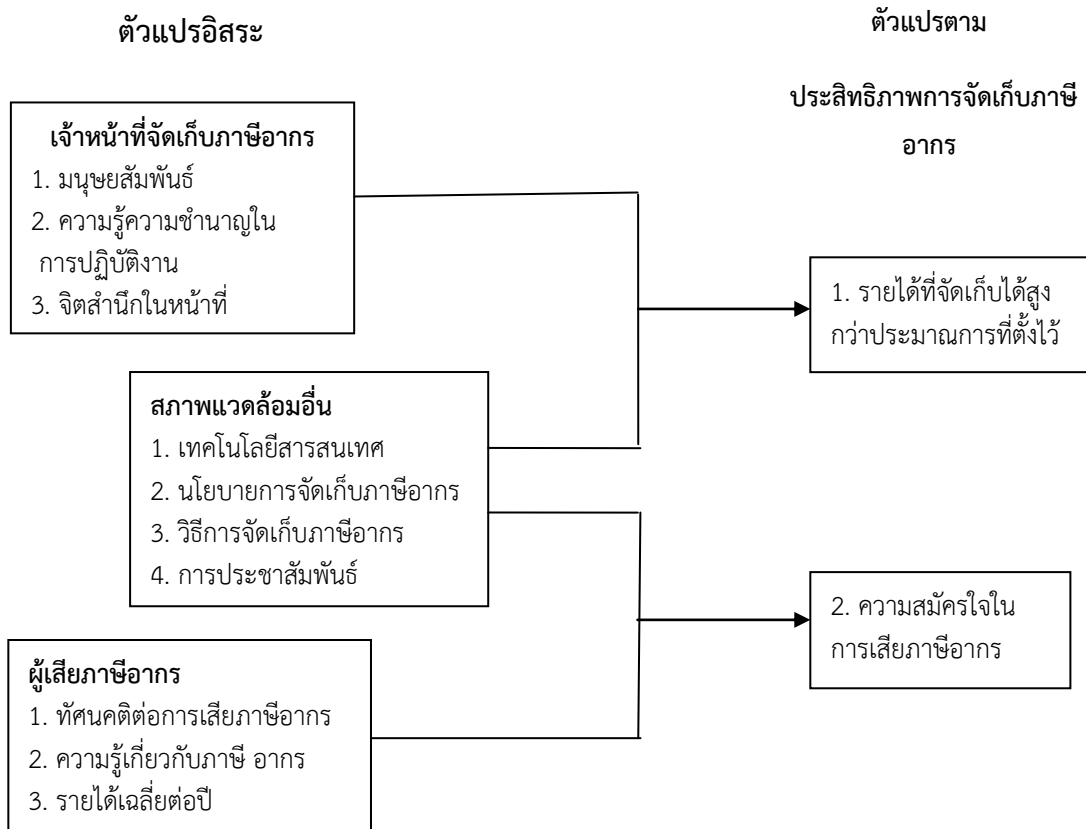 ตัวแปรอิสระ
ตัวแปรตาม
ประสิทธิภาพการจัดเก็บภาษี
อากร
เจ้าหน้าที่จัดเก็บภาษีอากร
1. มนุษยสัมพันธ์
2. ความรู้ความชำนาญใน
การปฏิบัติงาน
3. จิตสำนึกในหน้าที่
1. รายได้ที่จัดเก็บได้สูง
กว่าประมาณการที่ตั้งไว้
สภาพแวดล้อมอื่น
1. เทคโนโลยีสารสนเทศ
2. นโยบายการจัดเก็บภาษีอากร
3. วิธีการจัดเก็บภาษีอากร
4. การประชาสัมพันธ์
2. ความสมัครใจใน
การเสียภาษีอากร
ผู้เสียภาษีอากร
1. ทัศนคติต่อการเสียภาษีอากร
2. ความรู้เกี่ยวกับภาษี อากร
3. รายได้เฉลี่ยต่อปี